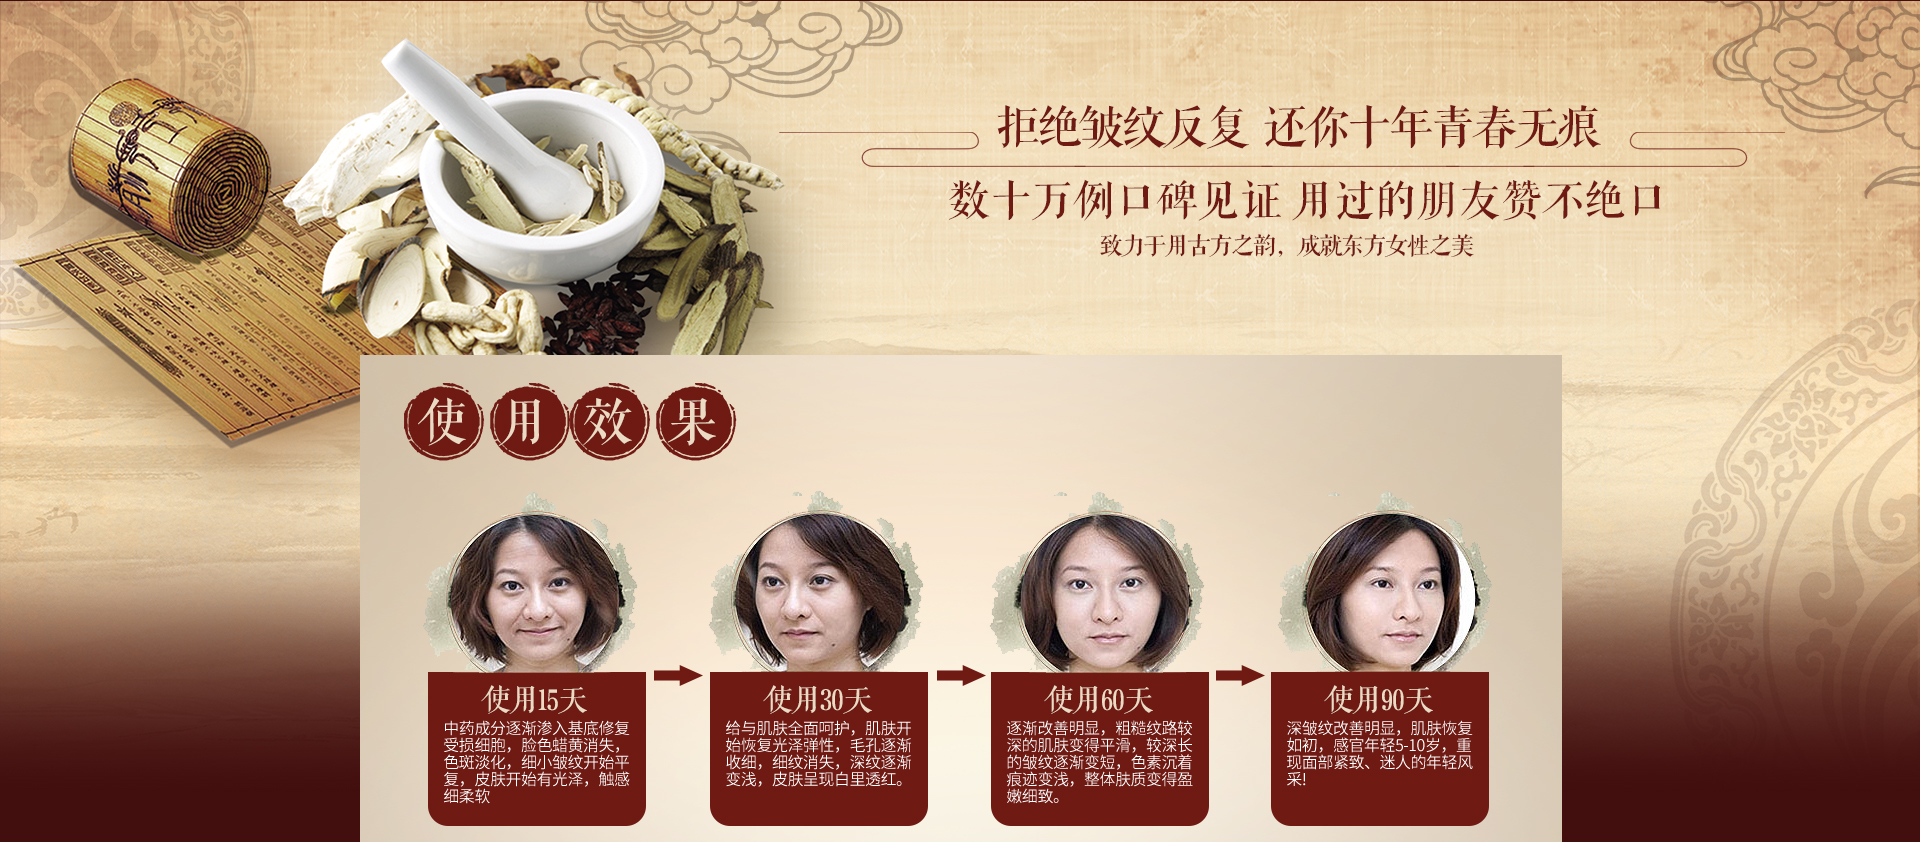 拒绝皱纹反复 还你十年青春无痕
数十万例口碑见证 用过的朋友赞不绝口
致力于用古方之韵，成就东方女性之美
使用效果
使用15天
中药成分逐渐渗入基底修复
受损细胞，脸色蜡黄消失，
色斑淡化，细小皱纹开始平
复，皮肤开始有光泽，触感
细柔软
使用30天
给与肌肤全面呵护，肌肤开
始恢复光泽弹性，毛孔逐渐
收细，细纹消失，深纹逐渐
变浅，皮肤呈现白里透红。
使用60天
逐渐改善明显，粗糙纹路较
深的肌肤变得平滑，较深长
的皱纹逐渐变短，色素沉着
痕迹变浅，整体肤质变得盈
嫩细致。
使用90天
深皱纹改善明显，肌肤恢复
如初，感官年轻5-10岁，重
现面部紧致、迷人的年轻风
采!